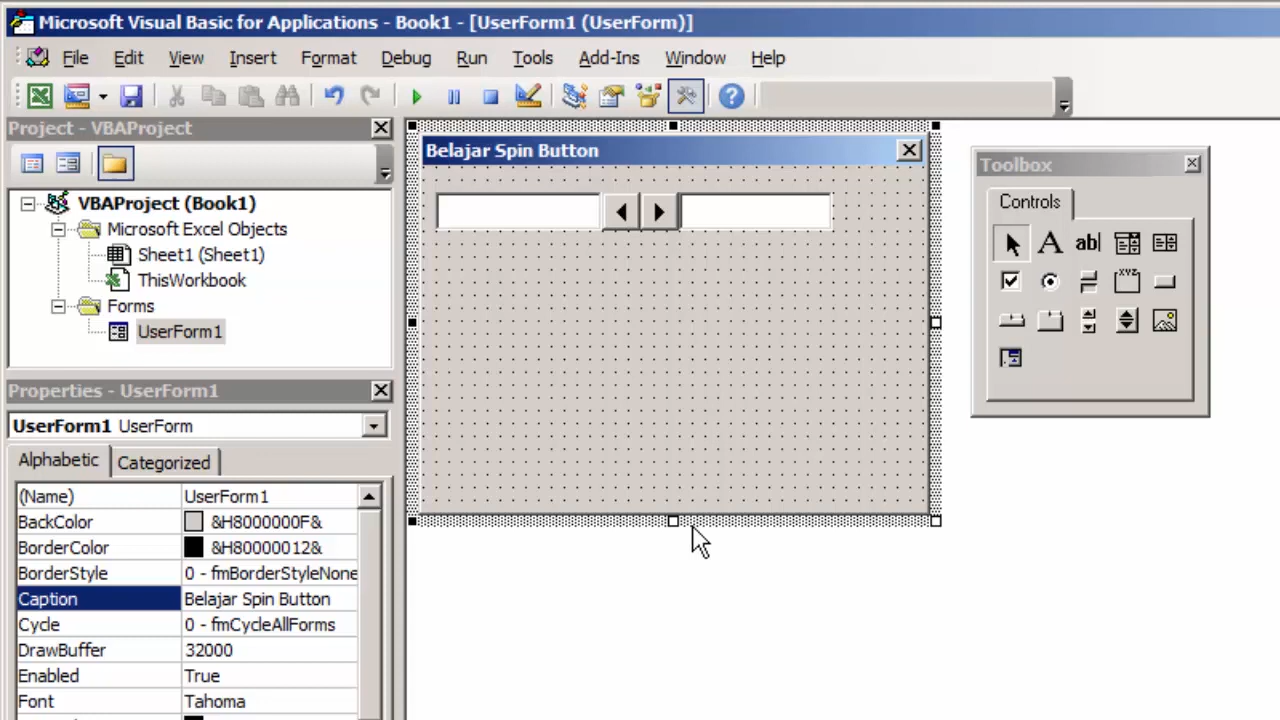 Microsoft Visual Basic for Applications - Book1 - [UserForm1 (UserForm)]
File Edit View Insert Format Debug Run Tools Add-Ins Window Help
Project - VBAProject
VBAProject (Book1)
Microsoft Excel Objects
Sheet1 (Sheet1)
ThisWorkbook
Forms
UserForm1
Properties - UserForm1
UserForm1 UserForm
Alphabetic Categorized
(Name) UserForm1
BackColor &H8000000F&
BorderColor &H80000012&
BorderStyle 0 - fmBorderStyleNone
Caption Belajar Spin Button
Cycle 0 - fmCycleAllForms
DrawBuffer 32000
Enabled True
Font Tahoma
Belajar Spin Button
Toolbox
Controls
A ab|
xyz